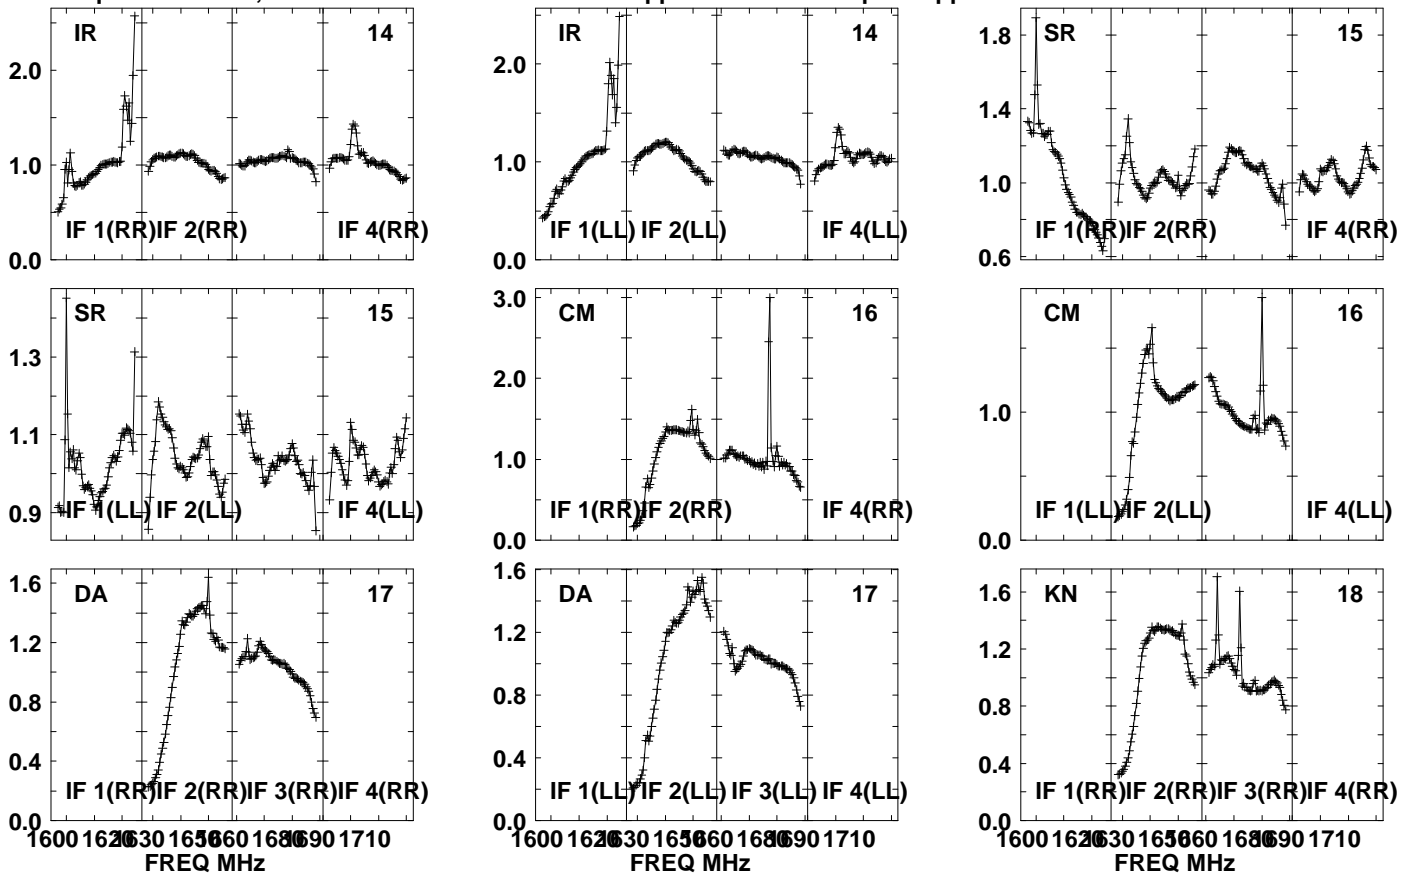 IR 14 IR 14 SR 15
2.0 2.0 1.8
1.4
1.0 1.0 1.0
IF 1(RR) IF 2(RR) IF 4(RR) IF 1(LL) IF 2(LL) IF 4(LL) IF 1(RR) IF 2(RR) IF 4(RR)
0.0 0.0 0.6
SR 15 CM 16 CM 16
3.0
1.3
2.0
1.1 1.0
1.0
0.9 IF 1(LL) IF 2(LL) IF 4(LL) IF 1(RR) IF 2(RR) IF 4(RR) IF 1(LL) IF 2(LL) IF 4(LL)
0.0 0.0
DA 17 DA 17 KN 18
1.6 1.6 1.6
1.2 1.2 1.2
0.8 0.8 0.8
0.4 0.4 0.4
IF 1(RR) IF 2(RR) IF 3(RR) IF 4(RR) IF 1(LL) IF 2(LL) IF 3(LL) IF 4(LL) IF 1(RR) IF 2(RR) IF 3(RR) IF 4(RR)
0.0 0.0 0.0
1600 1620 1630 1650 1660 1680 1690 1710 1600 1620 1630 1650 1660 1680 1690 1710 1600 1620 1630 1650 1660 1680 1690 1710
FREQ MHz FREQ MHz FREQ MHz